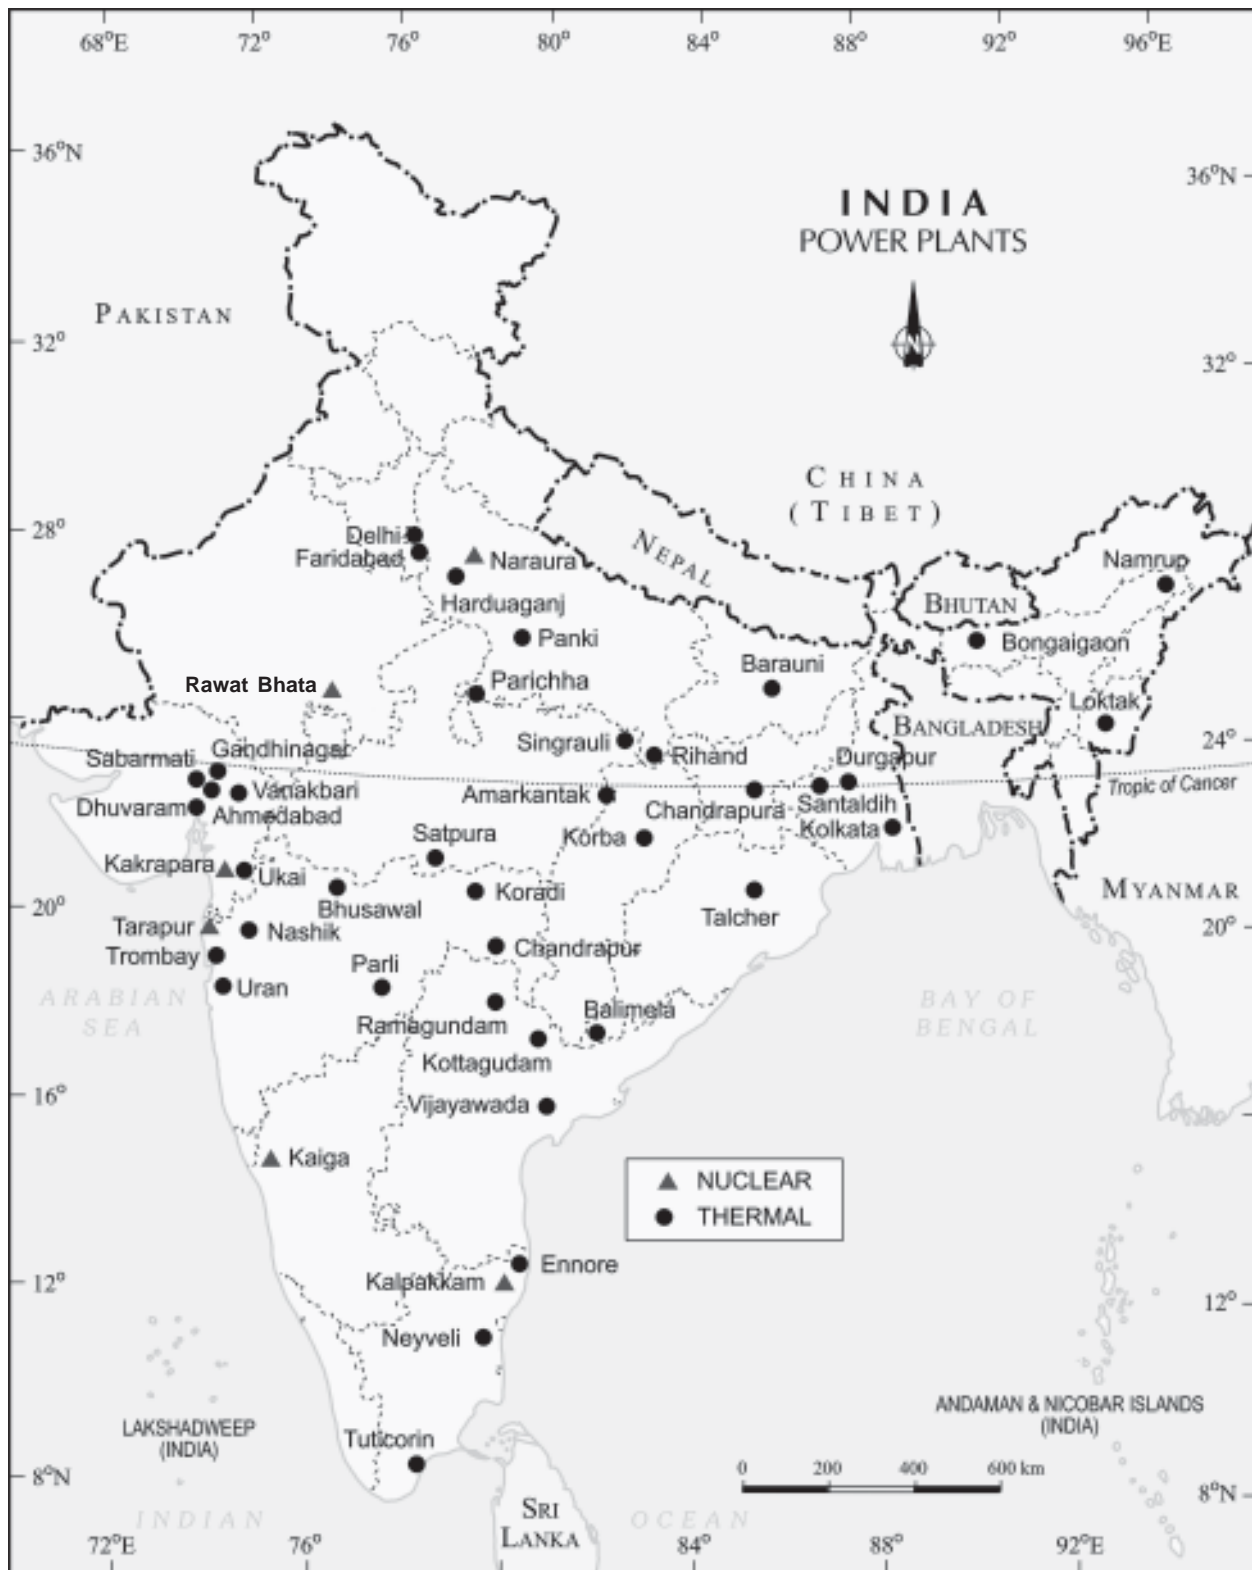 68°E 72° 76° 80° 84° 88° 92° 96°E
36°N
36°N
INDIA
POWER PLANTS
PAKISTAN
N
32°
32°
CHINA
(TIBET)
28°
Delhi
Faridabad
Naraura
NEPAL
Namrup
Harduaganj
BHUTAN
Panki
Bongaigaon
Barauni
Rawat Bhata
Parichha
Loktak
BANGLADESH
Singrauli
Rihand
24°
Sabarmati
Gandhinagar
Durgapur
Tropic of Cancer
Dhuvaram
Vanakbari
Ahmedabad
Amarkantak
Chandrapura
Santaldih
Kolkata
Satpura
Korba
Kakrapara
Ukai
Bhusawal
Koradi
MYANMAR
20°
20°
Talcher
Tarapur
Nashik
Trombay
Chandrapur
Parli
Uran
ARABIAN
SEA
BAY OF
BENGAL
Ramagundam
Balimela
Kottagudam
16°
Vijayawada
Kaiga
NUCLEAR
THERMAL
Ennore
Kalpakkam
12°
12°
Neyveli
LAKSHADWEEP
(INDIA)
ANDAMAN & NICOBAR ISLANDS
(INDIA)
Tuticorin
0 200 400 600 km
8°N
8°N
SRI
LANKA
INDIAN OCEAN
72°E 76° 84° 88° 92°E